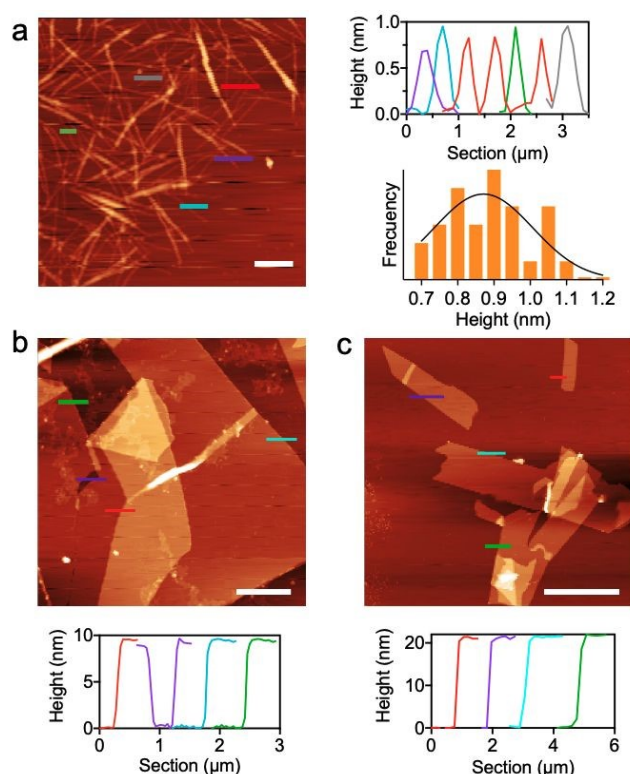 a
Height (nm)
1.0
0.5
0.0
0 1 2 3
Section (μm)
Frecuency
0.7 0.8 0.9 1.0 1.1 1.2
Height (nm)
b
c
Height (nm)
10
5
0
0 1 2 3
Section (μm)
Height (nm)
20
10
0
0 2 4 6
Section (μm)